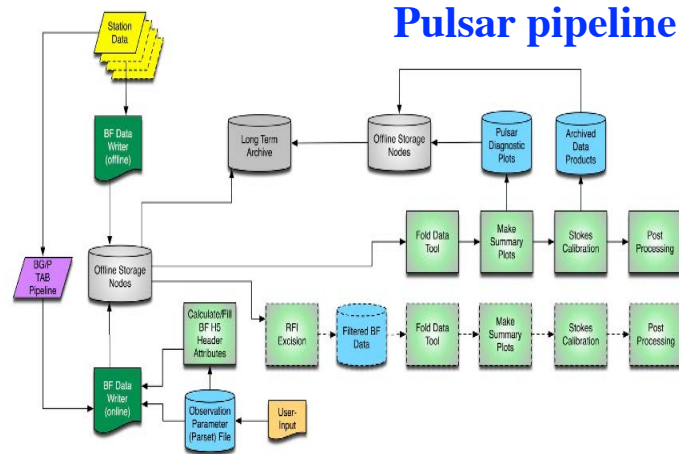 Pulsar pipeline
Station
Data
BF Data
Writer
(offline)
Long Term
Archive
Offline Storage
Nodes
Pulsar
Diagnostic
Plots
Archived
Data
Products
Fold Data
Tool
Make
Summary
Plots
Stokes
Calibration
Post
Processing
BG/P
TAB
Pipeline
Offline Storage
Nodes
Calculate/Fill
BF H5
Header
Attributes
RFI
Excision
Filtered BF
Data
Fold Data
Tool
Make
Summary
Plots
Stokes
Calibration
Post
Processing
BF Data
Writer
(online)
Observation
Parameter
(Parset) File
User-
Input